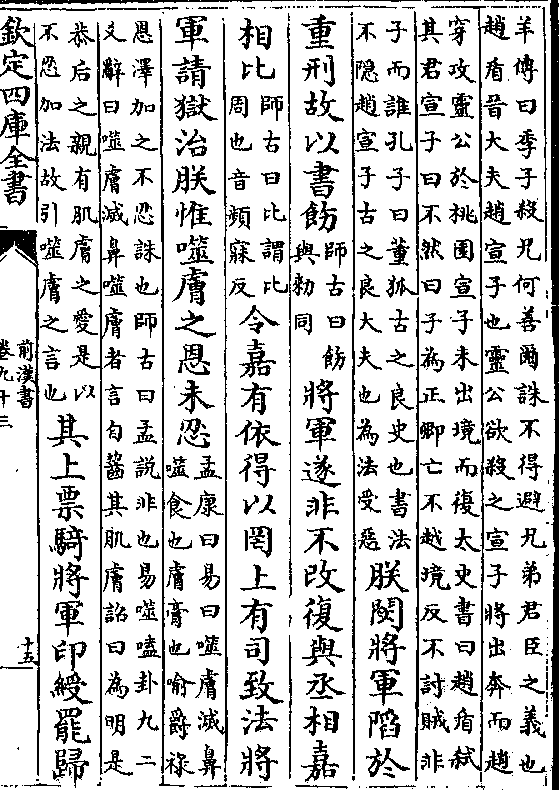 羊傳曰季子殺兄何善爾誅不得避兄弟君臣之義也
趙盾晉大夫趙宣子也靈公欲殺之宣子將出奔而趙
穿攻靈公於桃園宣子未出境而復太史書曰趙盾弒
其君宣子曰不然曰子為正卿亡不越境反不討賊非
子而誰孔子曰董狐古之良史也書法
不隠趙宣子古之良大夫也為法受惡
朕閔將軍陷於
重刑故以書飭
師古曰飭
與勅同
將軍遂非不改復與丞相嘉
相比
師古曰比謂比
周也音頻寐反
令嘉有依得以罔上有司致法將
軍請獄治朕惟噬膚之恩未忍
孟康曰易曰噬膚減鼻
噬食也膚膏也喻爵祿
恩澤加之不忍誅也師古曰孟説非也易噬嗑卦九二
爻辭曰噬膚減鼻噬膚者言自齧其肌膚詔曰為明是
恭后之親有肌膚之愛是以
不忍加法故引噬膚之言也
其上票騎將軍印綬罷歸
欽定四庫全書
前漢書
卷九十三
十五